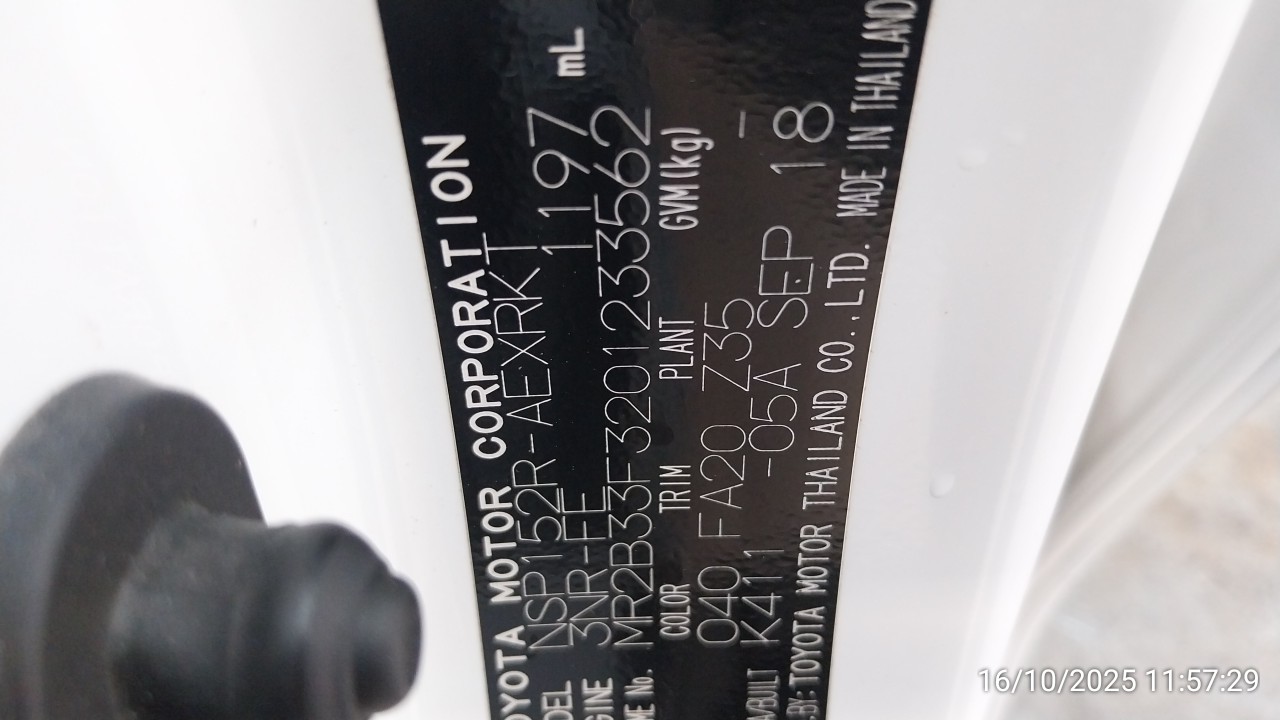 OYOTA MOTOR CORPORATION
DEL NSP152R-AEXRKT
GINE 3NR-FE 1197 mL
ME No. MR2B33F3201233562
COLOR TRIM PLANT GVM(kg)
040 FA20 Z35 -
A/BUILT K411 -05A SEP 18
.BY: TOYOTA MOTOR THAILAND CO.,LTD. MADE IN THAILAND
16/10/2025 11:57:29